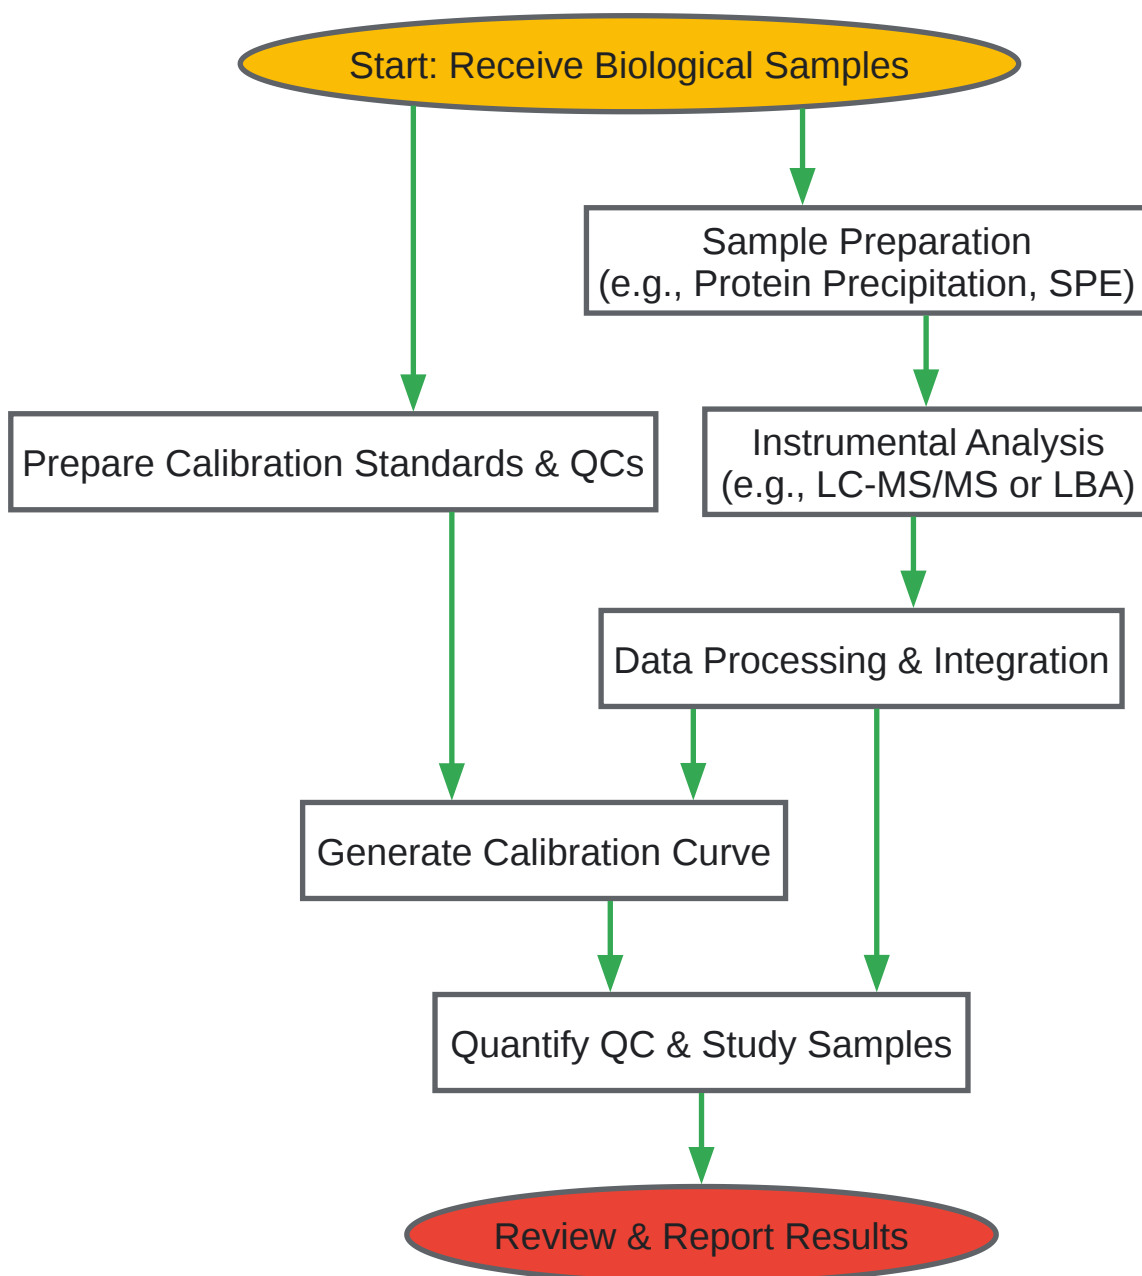 Start: Receive Biological Samples
Sample Preparation
(e.g., Protein Precipitation, SPE)
Prepare Calibration Standards & QCs
Instrumental Analysis
(e.g., LC-MS/MS or LBA)
Data Processing & Integration
Generate Calibration Curve
Quantify QC & Study Samples
Review & Report Results